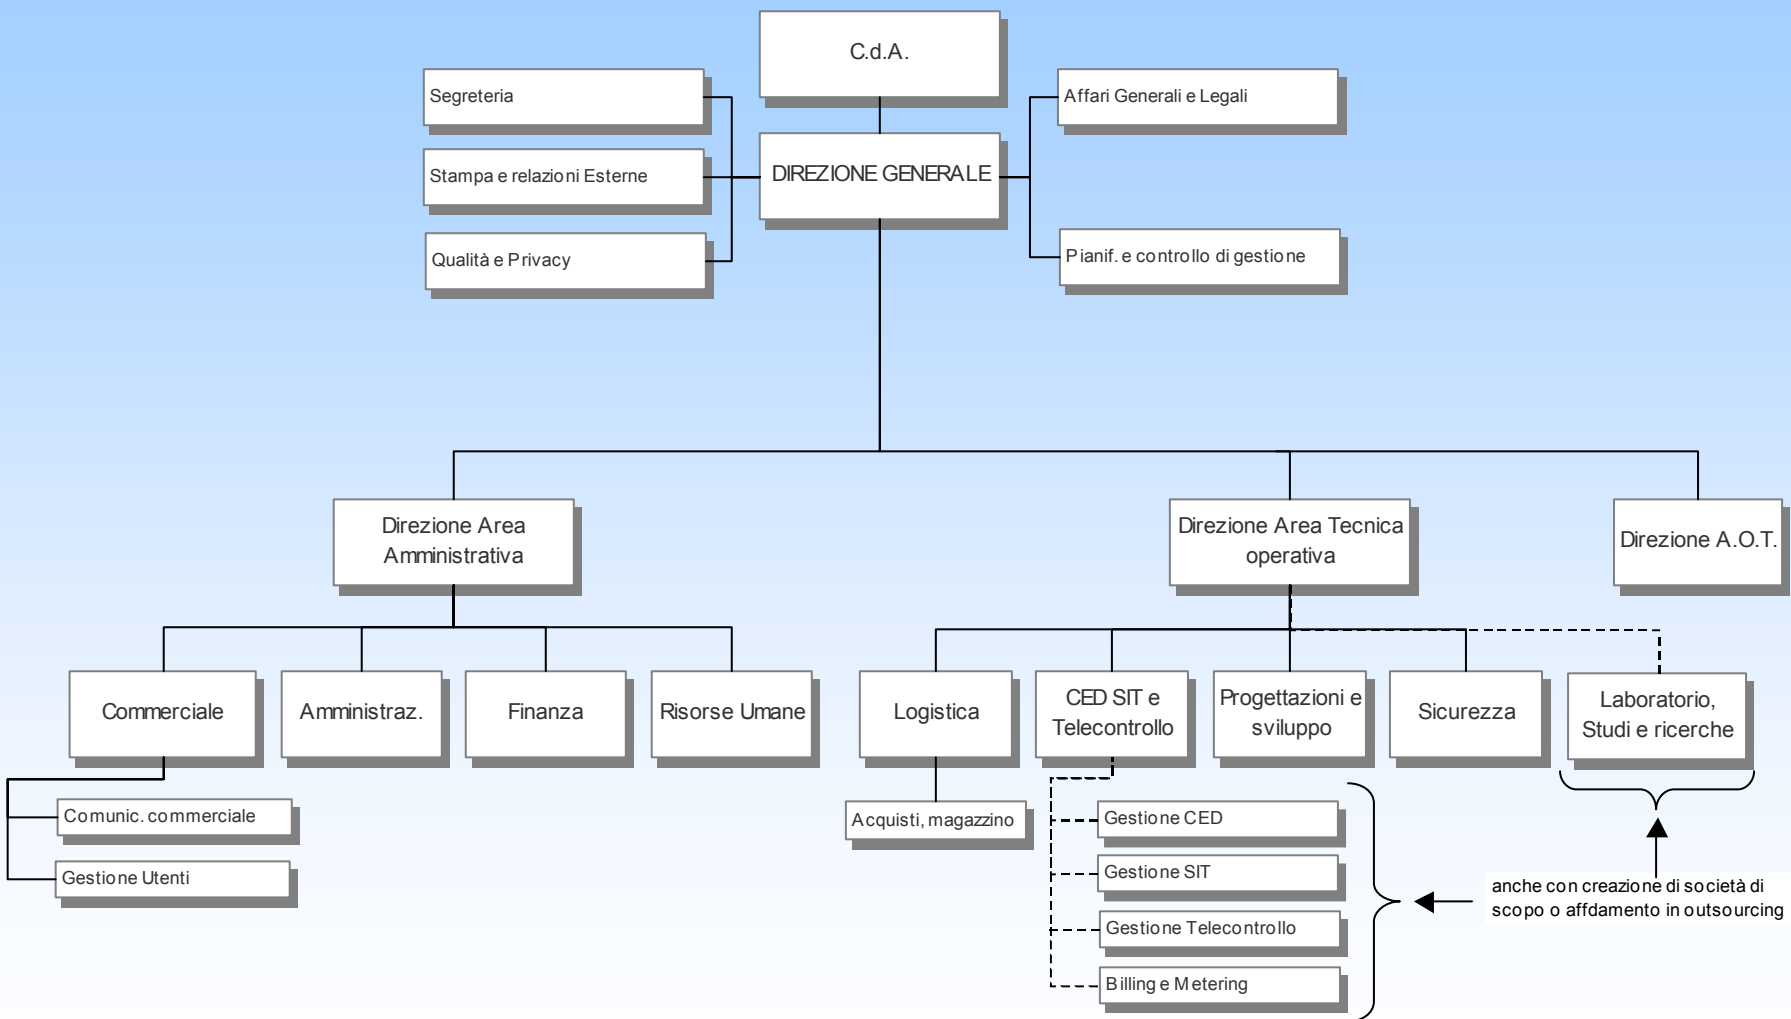 C.d.A.
Segreteria
Affari Generali e Legali
Stampa e relazioni Esterne
DIREZIONE GENERALE
Qualità e Privacy
Pianif. e controllo di gestione
Direzione Area
Amministrativa
Direzione Area Tecnica
operativa
Direzione A.O.T.
Commerciale
Amministraz.
Finanza
Risorse Umane
Logistica
CED SIT e
Telecontrollo
Progettazioni e
sviluppo
Sicurezza
Laboratorio,
Studi e ricerche
Comunic. commerciale
Gestione Utenti
Acquisti, magazzino
Gestione CED
Gestione SIT
Gestione Telecontrollo
Billing e Metering
anche con creazione di società di
scopo o affdamento in outsourcing